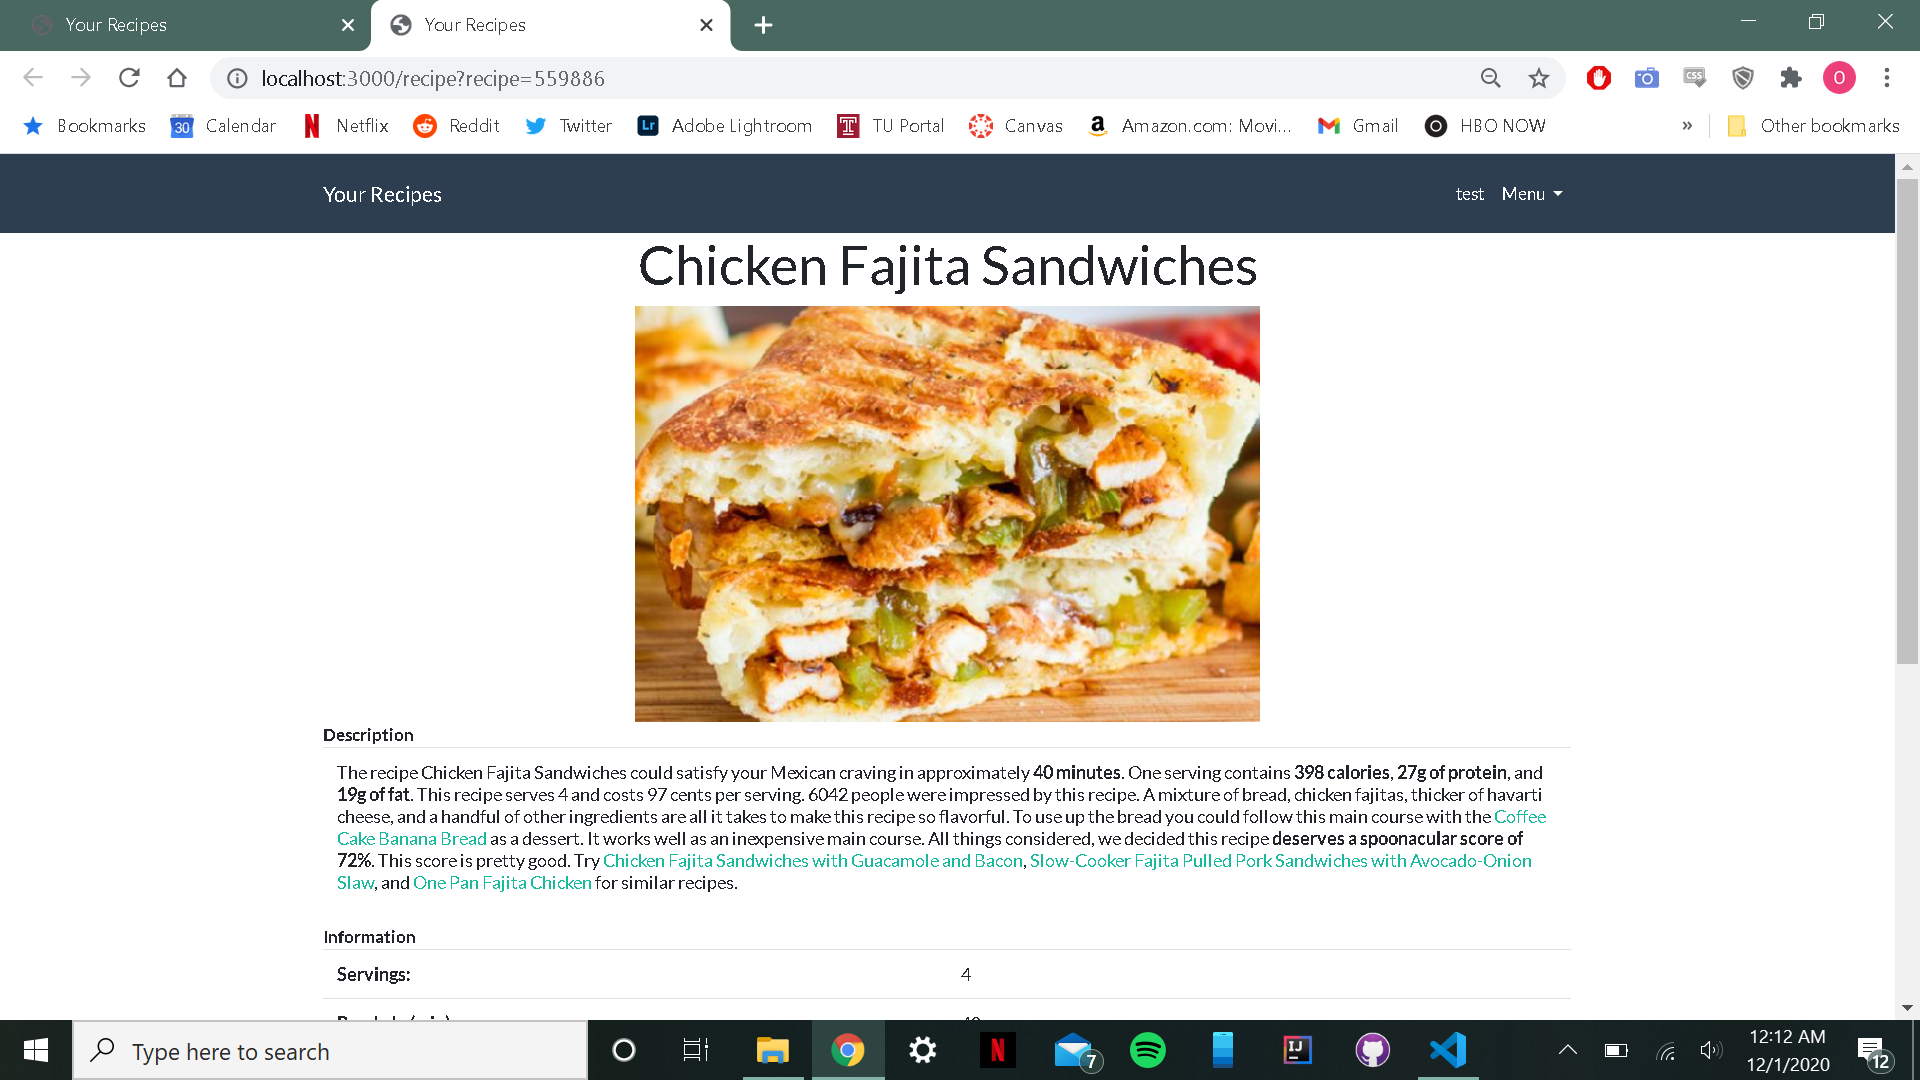 Your Recipes
Your Recipes
localhost:3000/recipe?recipe=559886
CSS
O
Bookmarks
30 Calendar
N Netflix
Reddit
Twitter
Lr Adobe Lightroom
T TU Portal
Canvas
a Amazon.com: Movi...
Gmail
HBO NOW
»
Other bookmarks
Your Recipes
test Menu
Chicken Fajita Sandwiches
Description
The recipe Chicken Fajita Sandwiches could satisfy your Mexican craving in approximately 40 minutes. One serving contains 398 calories, 27g of protein, and
19g of fat. This recipe serves 4 and costs 97 cents per serving. 6042 people were impressed by this recipe. A mixture of bread, chicken fajitas, thicker of havarti
cheese, and a handful of other ingredients are all it takes to make this recipe so flavorful. To use up the bread you could follow this main course with the Coffee
Cake Banana Bread as a dessert. It works well as an inexpensive main course. All things considered, we decided this recipe deserves a spoonacular score of
72%. This score is pretty good. Try Chicken Fajita Sandwiches with Guacamole and Bacon, Slow-Cooker Fajita Pulled Pork Sandwiches with Avocado-Onion
Slaw, and One Pan Fajita Chicken for similar recipes.
Information
Servings: 4
Type here to search
N
7
IJ
12:12 AM
12/1/2020
12